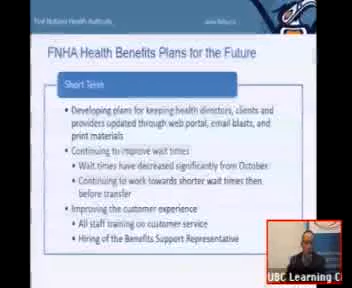 First Nations Health Authority
FNHA Health Benefits Plans for the Future
Short Term
Developing plans for keeping health directors, clients and
providers updated through web portal, email blasts, and
print materials
Continuing to improve wait times
Wait times have decreased significantly from October
Continuing to work towards shorter wait times then
before transfer
Improving the customer experience
All staff training on customer service
Hiring of the Benefits Support Representative
UBC Learning C